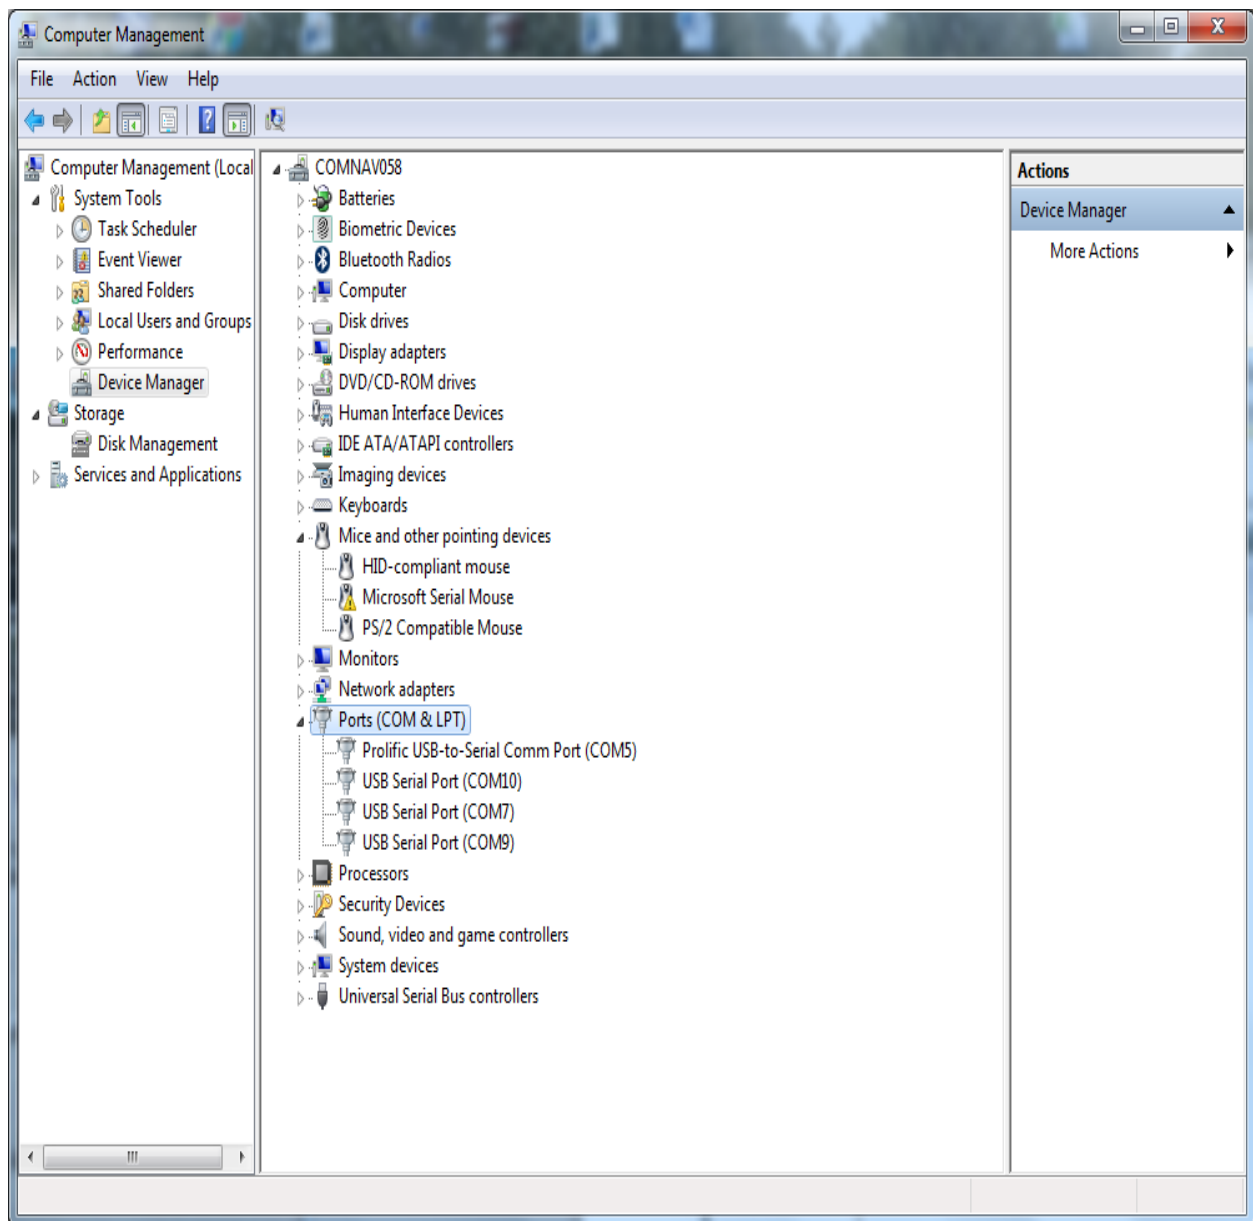 Computer Management
File Action View Help
Computer Management (Local
System Tools
Task Scheduler
Event Viewer
Shared Folders
Local Users and Groups
Performance
Device Manager
Storage
Disk Management
Services and Applications
COMNAV058
Batteries
Biometric Devices
Bluetooth Radios
Computer
Disk drives
Display adapters
DVD/CD-ROM drives
Human Interface Devices
IDE ATA/ATAPI controllers
Imaging devices
Keyboards
Mice and other pointing devices
HID-compliant mouse
Microsoft Serial Mouse
PS/2 Compatible Mouse
Monitors
Network adapters
Ports (COM & LPT)
Prolific USB-to-Serial Comm Port (COM5)
USB Serial Port (COM10)
USB Serial Port (COM7)
USB Serial Port (COM9)
Processors
Security Devices
Sound, video and game controllers
System devices
Universal Serial Bus controllers
Actions
Device Manager
More Actions